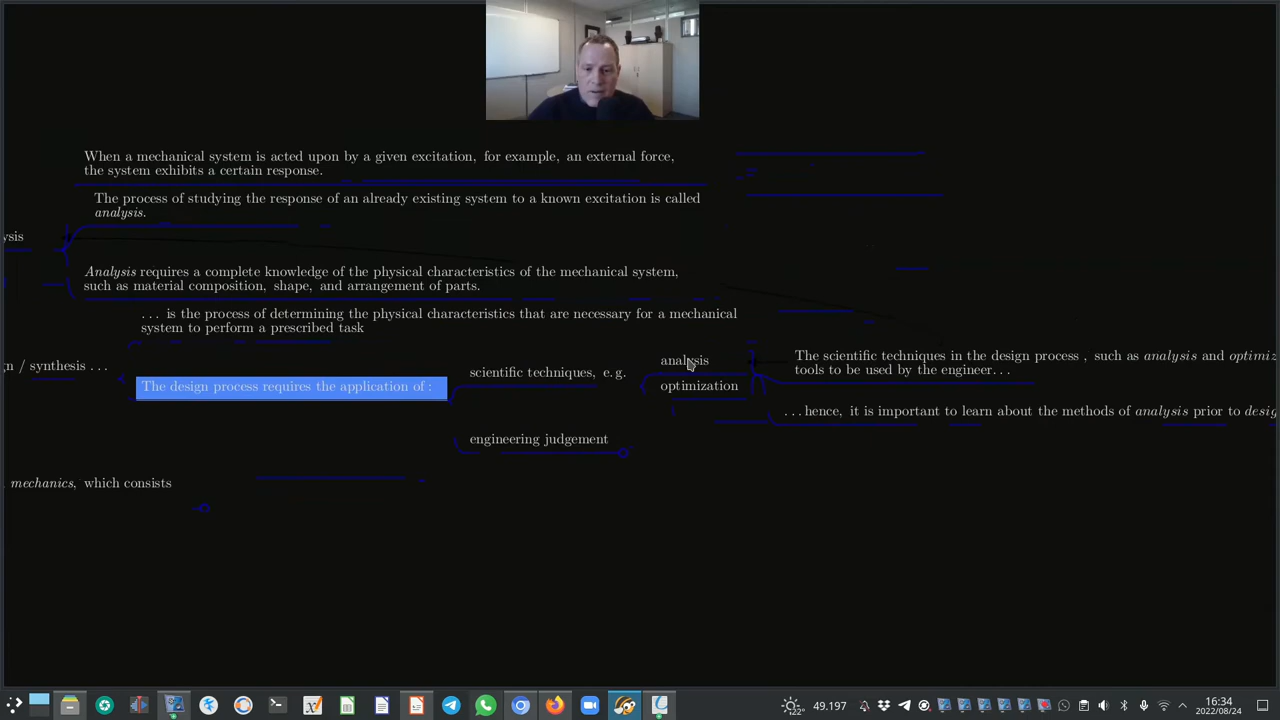 When a mechanical system is acted upon by a given excitation, for example, an external force,
the system exhibits a certain response.
The process of studying the response of an already existing system to a known excitation is called
analysis.
ysis
Analysis requires a complete knowledge of the physical characteristics of the mechanical system,
such as material composition, shape, and arrangement of parts.
... is the process of determining the physical characteristics that are necessary for a mechanical
system to perform a prescribed task
gn / synthesis ...
The design process requires the application of :
scientific techniques, e.g.
analysis
optimization
The scientific techniques in the design process , such as analysis and optimiz
tools to be used by the engineer...
...hence, it is important to learn about the methods of analysis prior to desig
engineering judgement
mechanics, which consists
22°
49.197
16:34
2022/08/24